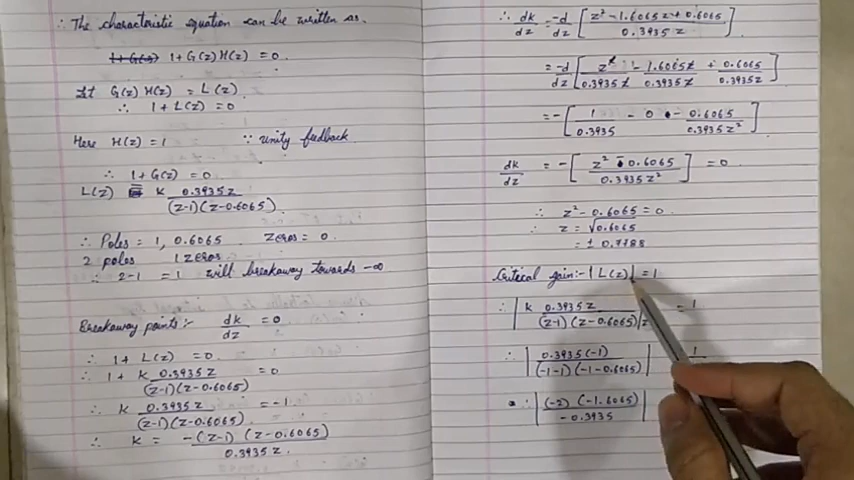 ∴ The characteristic equation can be written as.
1+G(z) 1+G(z)H(z) = 0
Let G(z) H(z) = L(z)
∴ 1+L(z) = 0
Here H(z) = 1 ∵ unity feedback
∴ 1+G(z) = 0
L(z) = K 0.3935z / (z-1)(z-0.6065)
∴ Poles = 1, 0.6065 Zeros = 0
2 poles 1 zeros
∴ 2-1 = 1 will breakaway towards -∞
Breakaway points:- dk/dz = 0
∴ 1 + L(z) = 0
∴ 1 + K 0.3935z / (z-1)(z-0.6065) = 0
∴ K 0.3935z / (z-1)(z-0.6065) = -1
∴ K = -(z-1)(z-0.6065) / 0.3935z.
∴ dk/dz = -d/dz [z² - 1.6065z + 0.6065 / 0.3935z]
= -d/dz [z² / 0.3935z - 1.6065z / 0.3935z + 0.6065 / 0.3935z]
= -[1 / 0.3935 - 0 - 0.6065 / 0.3935z²]
dk/dz = -[z² - 0.6065 / 0.3935z²] = 0
∴ z² - 0.6065 = 0
∴ z = √0.6065
= ± 0.7788
Critical gain:- |L(z)| = 1
∴ |K 0.3935z / (z-1)(z-0.6065)| z = 1
∴ |0.3935(-1) / (-1-1)(-1-0.6065)| 1
∴ |(-2)(-1.6065) / -0.3935|